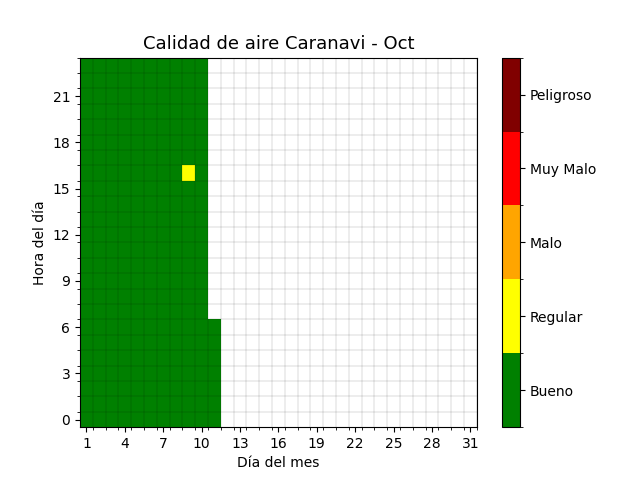 Calidad de aire Caranavi - Oct
Hora del día
21
18
15
12
9
6
3
0
1 4 7 10 13 16 19 22 25 28 31
Día del mes
Peligroso
Muy Malo
Malo
Regular
Bueno